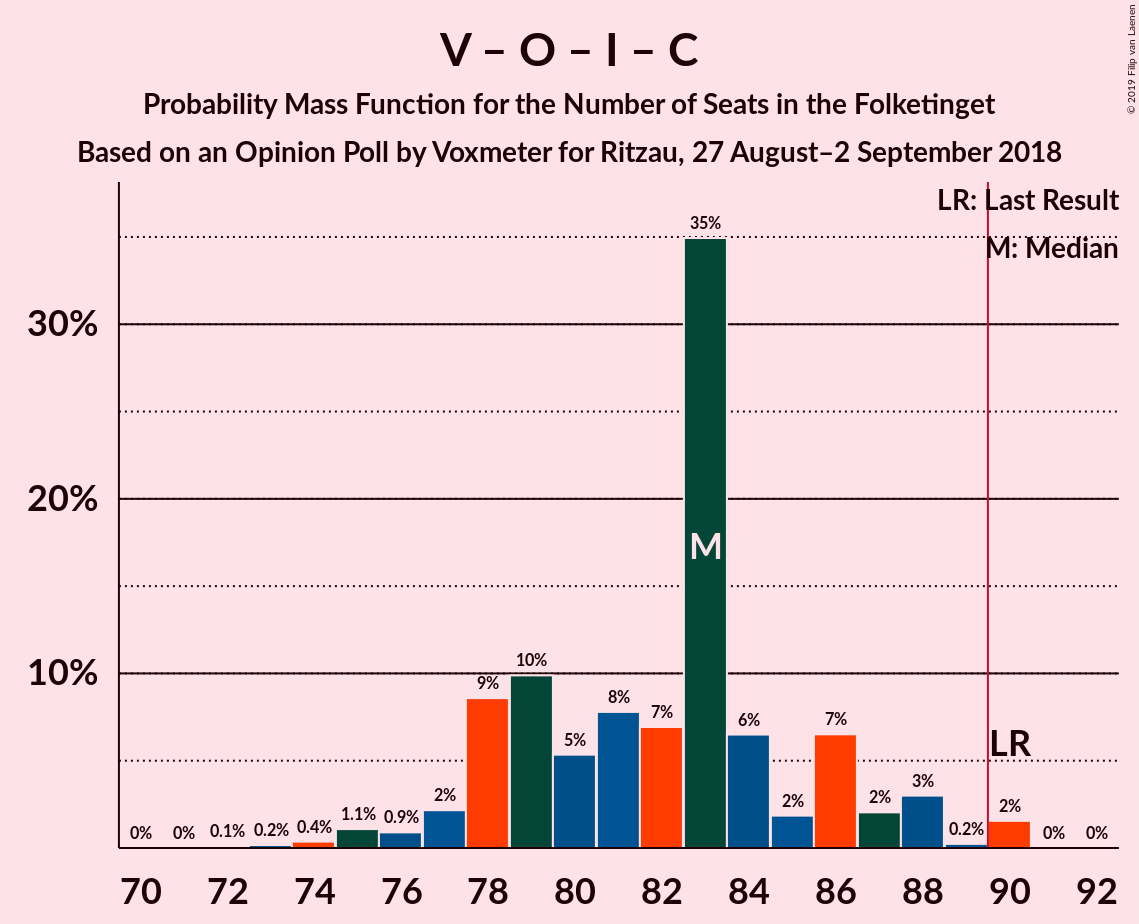 V – O – I – C
Probability Mass Function for the Number of Seats in the Folketinget
Based on an Opinion Poll by Voxmeter for Ritzau, 27 August–2 September 2018
© 2019 Filip van Laenen
LR: Last Result
M: Median
30%
20%
10%
0%
0%
0.1%
0.2%
0.4%
1.1%
0.9%
2%
9%
10%
5%
8%
7%
35%
M
6%
2%
7%
2%
3%
0.2%
LR
2%
0%
0%
70 72 74 76 78 80 82 84 86 88 90 92